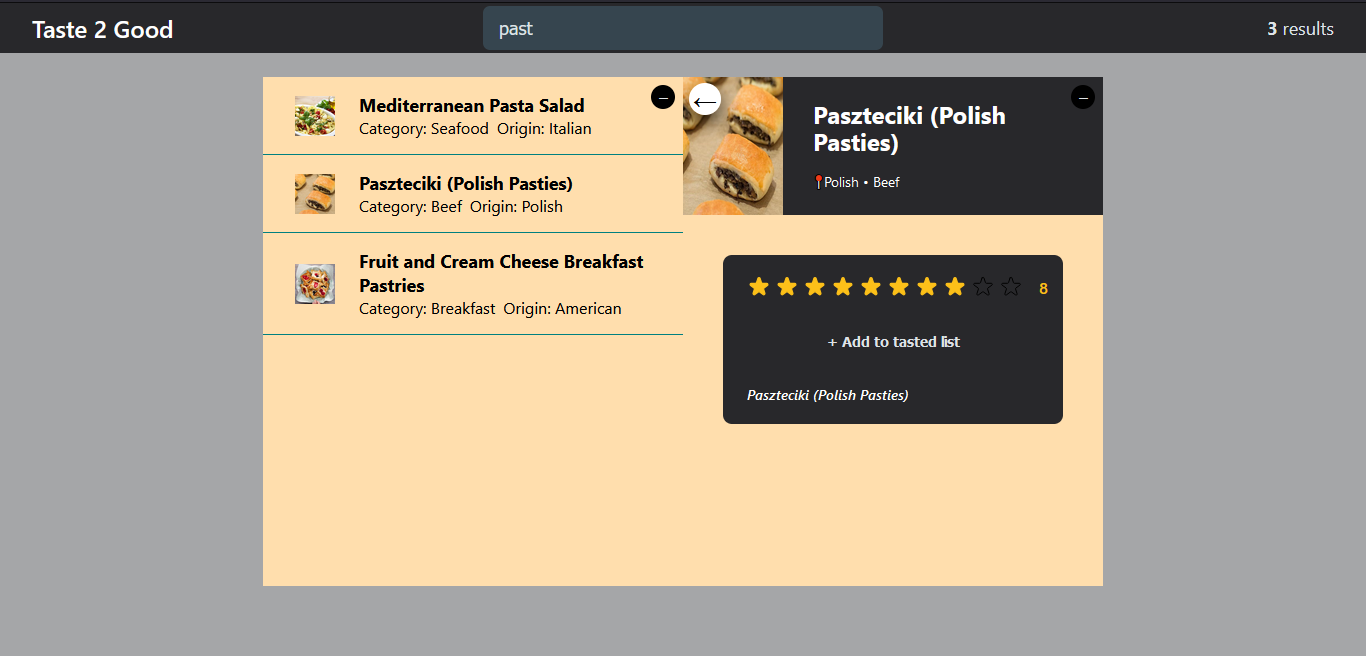 Taste 2 Good
past
3 results
Mediterranean Pasta Salad
Category: Seafood Origin: Italian
Paszteciki (Polish Pasties)
Category: Beef Origin: Polish
Fruit and Cream Cheese Breakfast
Pastries
Category: Breakfast Origin: American
←
Paszteciki (Polish
Pasties)
📍Polish • Beef
8
+ Add to tasted list
Paszteciki (Polish Pasties)